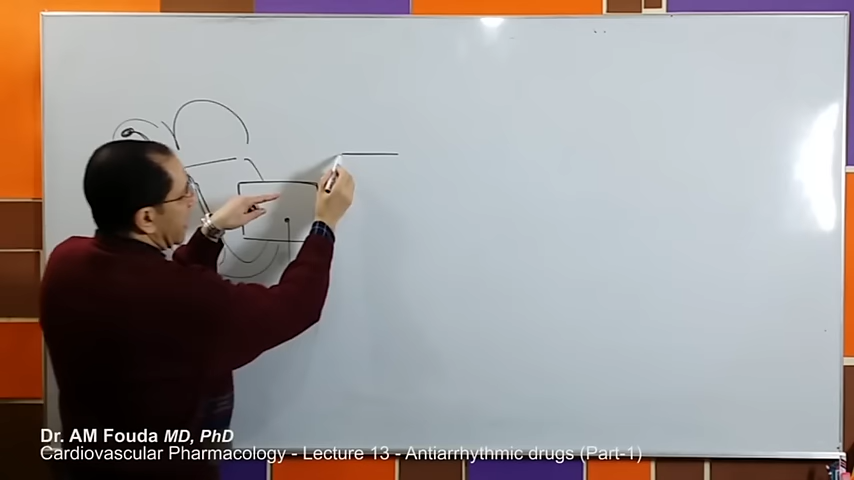 Dr. AM Fouda MD, PhD
Cardiovascular Pharmacology - Lecture 13 - Antiarrhythmic drugs (Part-1)